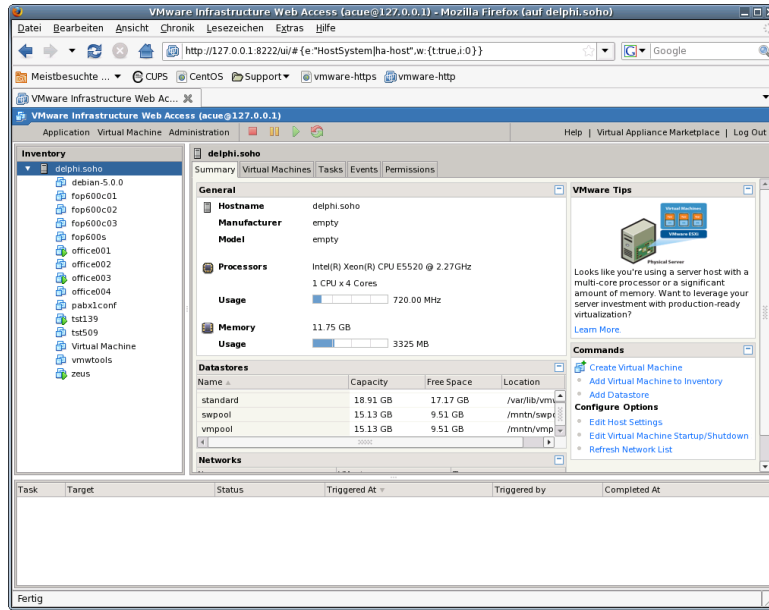 VMware Infrastructure Web Access (acue@127.0.0.1) - Mozilla Firefox (auf delphi.soho)
Datei Bearbeiten Ansicht Chronik Lesezeichen Extras Hilfe
http://127.0.0.1:8222/ui/#{e:"HostSystem|ha-host",w:{t:true,i:0}}
Google
Meistbesuchte ... CUPS CentOS Support vmware-https vmware-http
VMware Infrastructure Web Ac...
VMware Infrastructure Web Access (acue@127.0.0.1)
Application Virtual Machine Administration
Help | Virtual Appliance Marketplace | Log Out
Inventory
delphi.soho
debian-5.0.0
fop600c01
fop600c02
fop600c03
fop600s
office001
office002
office003
office004
pabx1conf
tst139
tst509
Virtual Machine
vmwtools
zeus
delphi.soho
Summary Virtual Machines Tasks Events Permissions
General
Hostname delphi.soho
Manufacturer empty
Model empty
Processors Intel(R) Xeon(R) CPU E5520 @ 2.27GHz
1 CPU x 4 Cores
Usage 720.00 MHz
Memory 11.75 GB
Usage 3325 MB
Datastores
Name Capacity Free Space Location
standard 18.91 GB 17.17 GB /var/lib/vmw
swpool 15.13 GB 9.51 GB /mntn/swpo
vmpool 15.13 GB 9.51 GB /mntn/vmp
Networks
VMware Tips
Virtual Machines
VMware ESXi
Physical Server
Looks like you're using a server host with a
multi-core processor or a significant
amount of memory. Want to leverage your
server investment with production-ready
virtualization?
Learn More.
Commands
Create Virtual Machine
Add Virtual Machine to Inventory
Add Datastore
Configure Options
Edit Host Settings
Edit Virtual Machine Startup/Shutdown
Refresh Network List
Task Target Status Triggered At Triggered by Completed At
Fertig